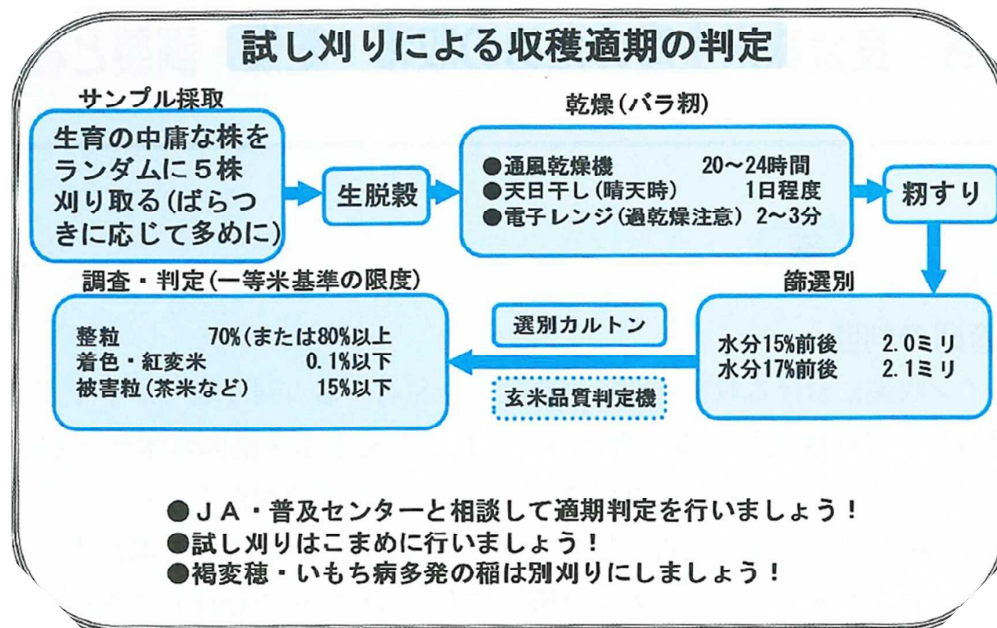 試し刈りによる収穫適期の判定
サンプル採取
生育の中庸な株を
ランダムに5株
刈り取る(ばらつ
きに応じて多めに)
生脱穀
乾燥(バラ籾)
●通風乾燥機 20～24時間
●天日干し(晴天時) 1日程度
●電子レンジ(過乾燥注意) 2～3分
籾すり
篩選別
水分15%前後 2.0ミリ
水分17%前後 2.1ミリ
選別カルトン
玄米品質判定機
調査・判定(一等米基準の限度)
整粒 70%(または80%以上
着色・紅変米 0.1%以下
被害粒(茶米など) 15%以下
●JA・普及センターと相談して適期判定を行いましょう！
●試し刈りはこまめに行いましょう！
●褐変穂・いもち病多発の稲は別刈りにしましょう！